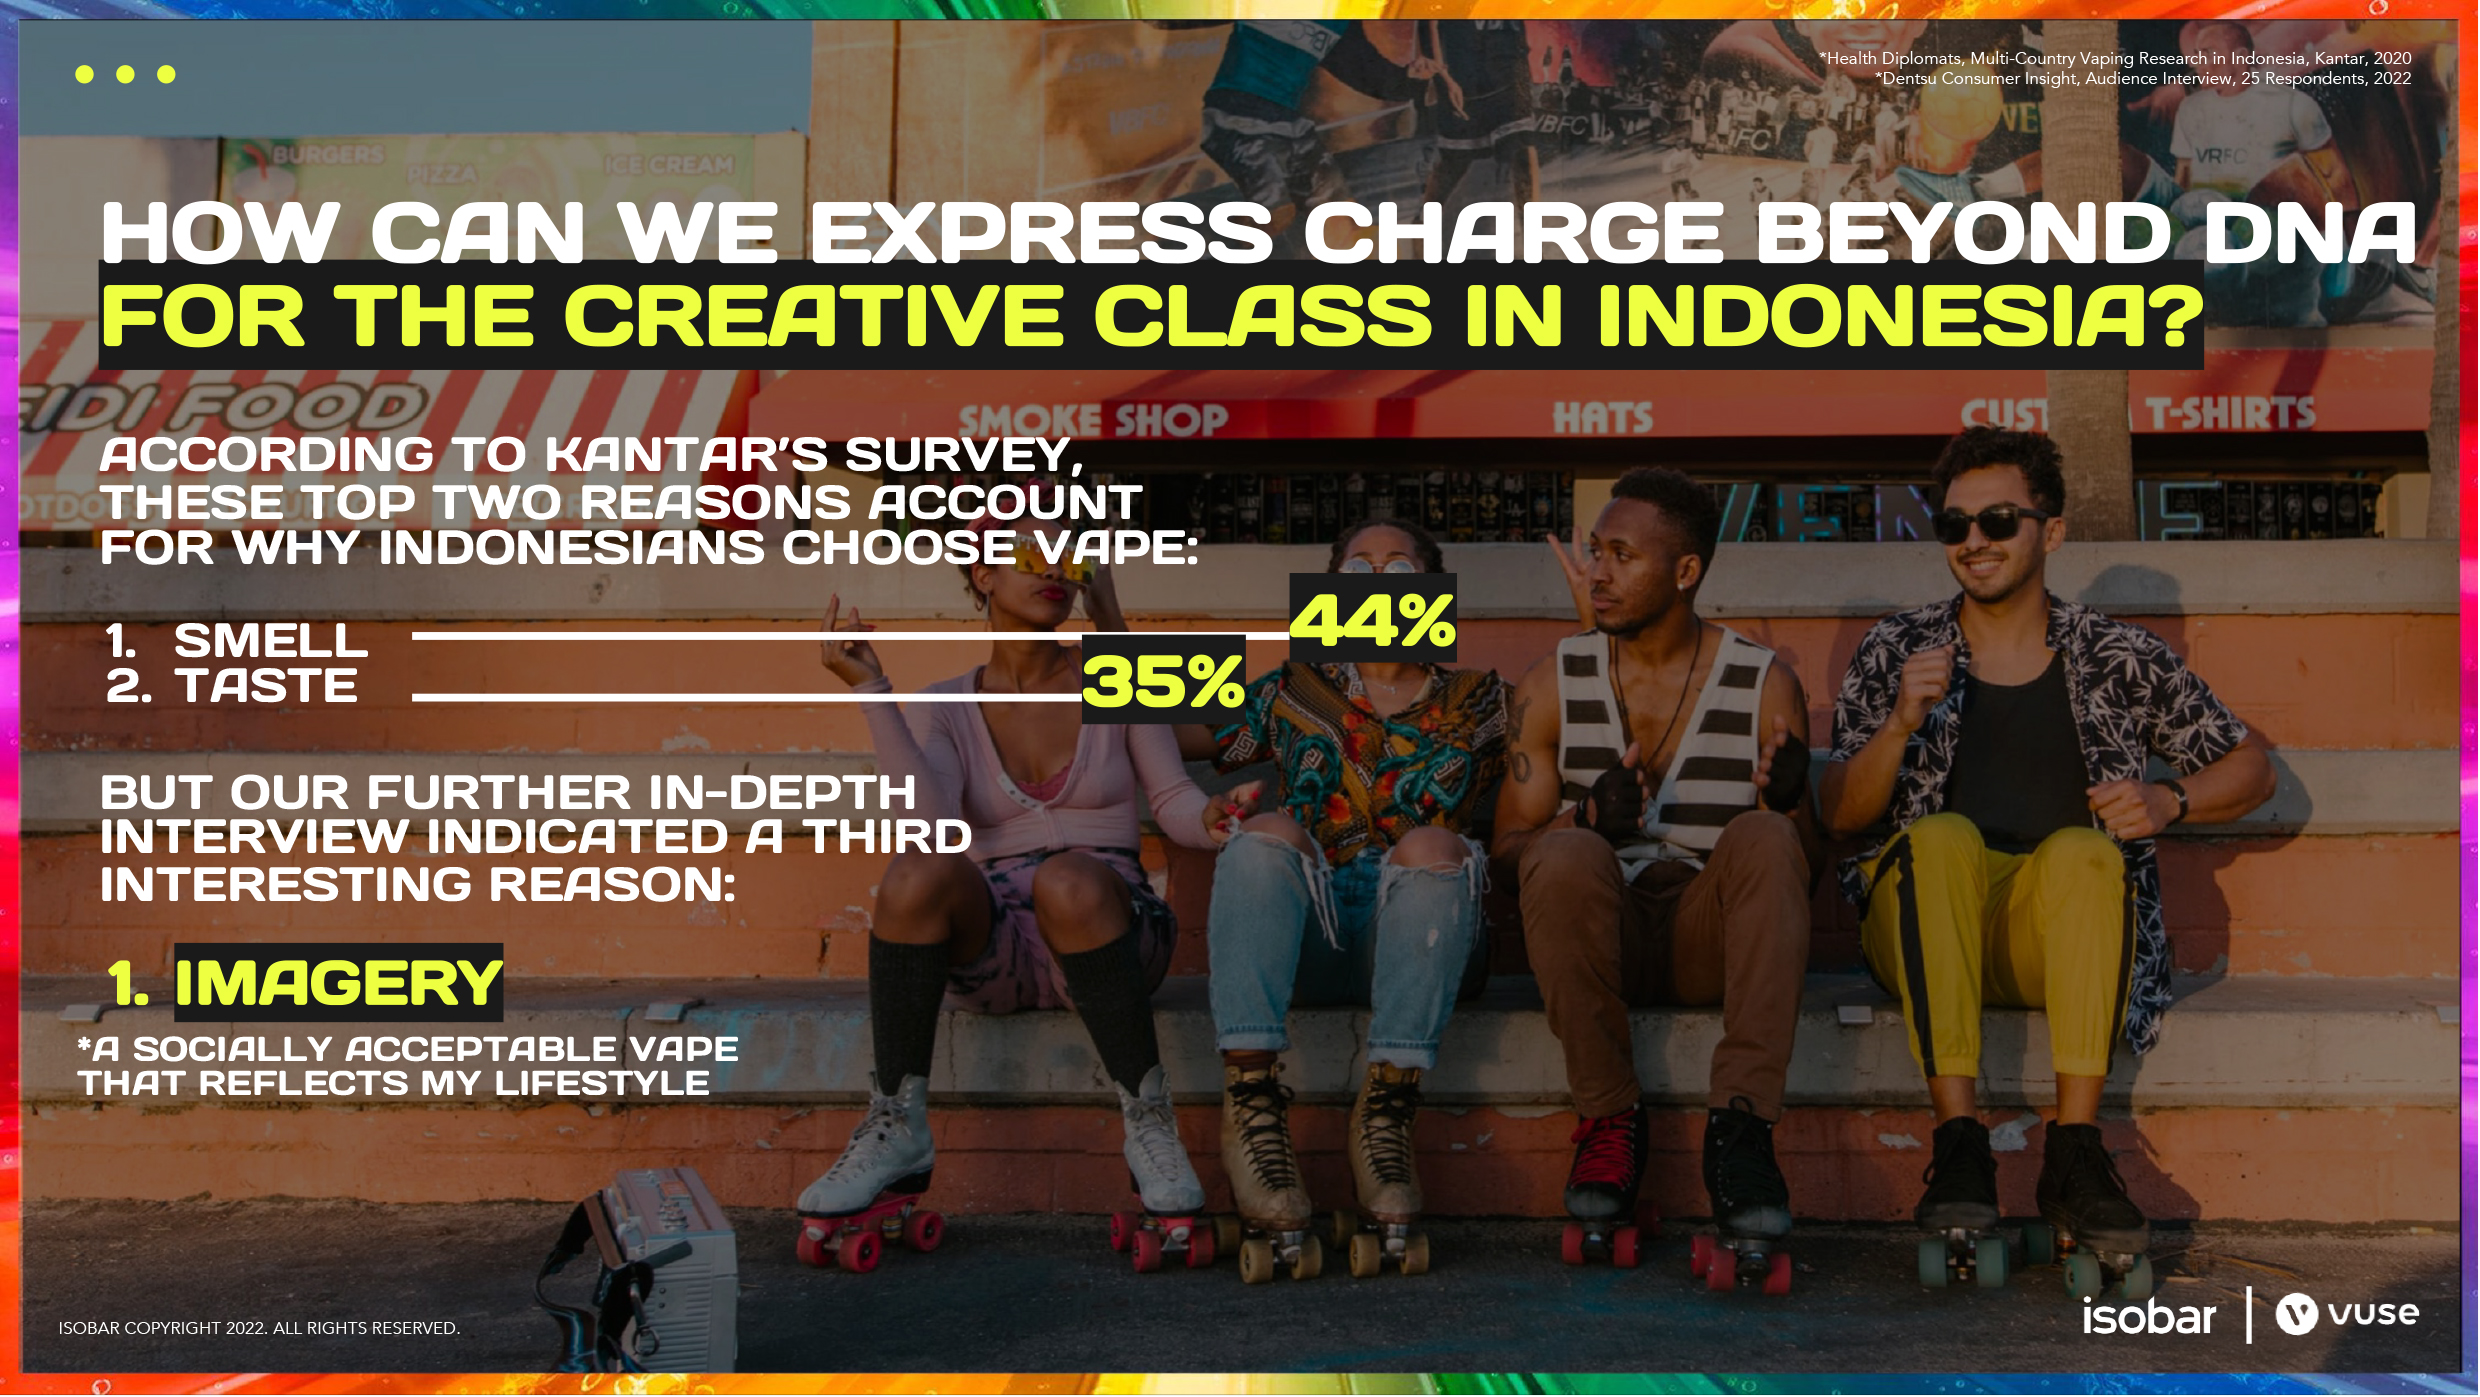 *Health Diplomats, Multi-Country Vaping Research in Indonesia, Kantar, 2020
*Dentsu Consumer Insight, Audience Interview, 25 Respondents, 2022
BURGERS
PIZZA
ICE CREAM
VBFC
VRFC
HOW CAN WE EXPRESS CHARGE BEYOND DNA
FOR THE CREATIVE CLASS IN INDONESIA?
EIDI FOOD
SMOKE SHOP
HATS
T-SHIRTS
ACCORDING TO KANTAR'S SURVEY,
THESE TOP TWO REASONS ACCOUNT
FOR WHY INDONESIANS CHOOSE VAPE:
1. SMELL 44%
2. TASTE 35%
BUT OUR FURTHER IN-DEPTH
INTERVIEW INDICATED A THIRD
INTERESTING REASON:
1. IMAGERY
*A SOCIALLY ACCEPTABLE VAPE
THAT REFLECTS MY LIFESTYLE
ISOBAR COPYRIGHT 2022. ALL RIGHTS RESERVED.
isobar | vuse